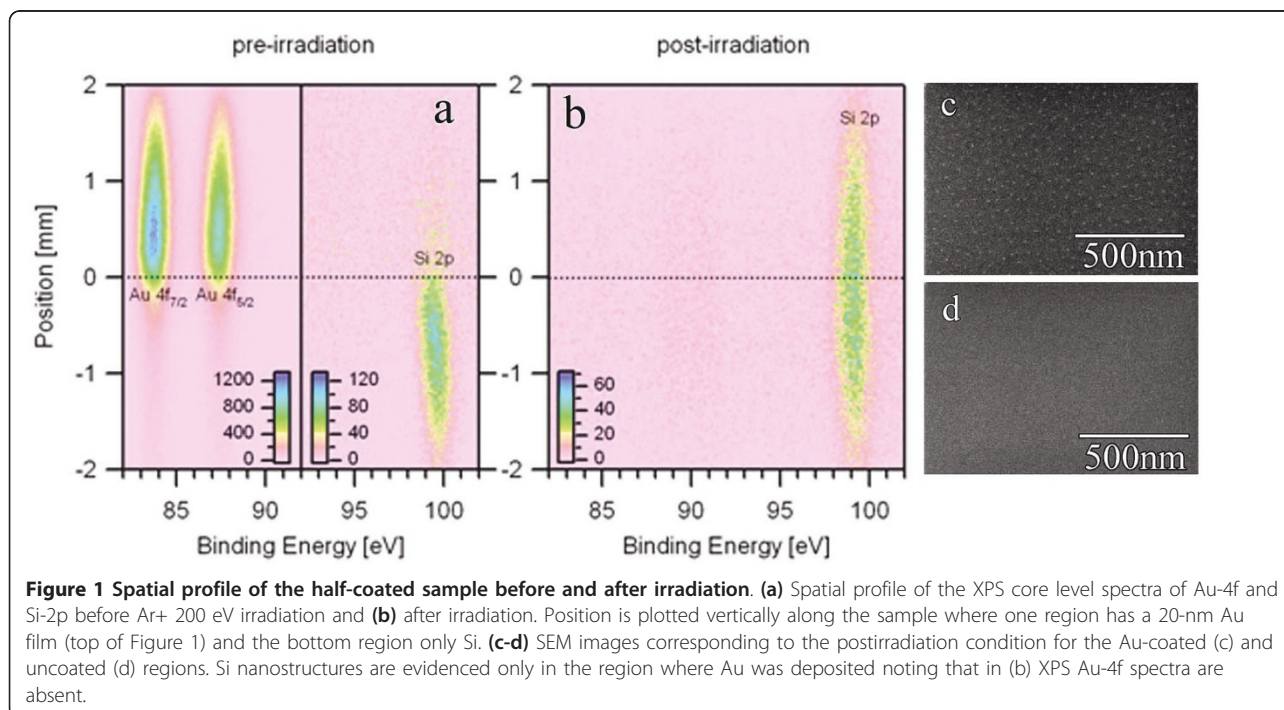 pre-irradiation
post-irradiation
a
b
c
d
Position [mm]
2
1
0
-1
-2
Au 4f7/2
Au 4f5/2
Si 2p
1200
800
400
0
120
80
40
0
85
90
95
100
Binding Energy [eV]
2
1
0
-1
-2
Si 2p
60
40
20
0
85
90
95
100
Binding Energy [eV]
500nm
500nm
Figure 1 Spatial profile of the half-coated sample before and after irradiation. (a) Spatial profile of the XPS core level spectra of Au-4f and
Si-2p before Ar+ 200 eV irradiation and (b) after irradiation. Position is plotted vertically along the sample where one region has a 20-nm Au
film (top of Figure 1) and the bottom region only Si. (c-d) SEM images corresponding to the postirradiation condition for the Au-coated (c) and
uncoated (d) regions. Si nanostructures are evidenced only in the region where Au was deposited noting that in (b) XPS Au-4f spectra are
absent.